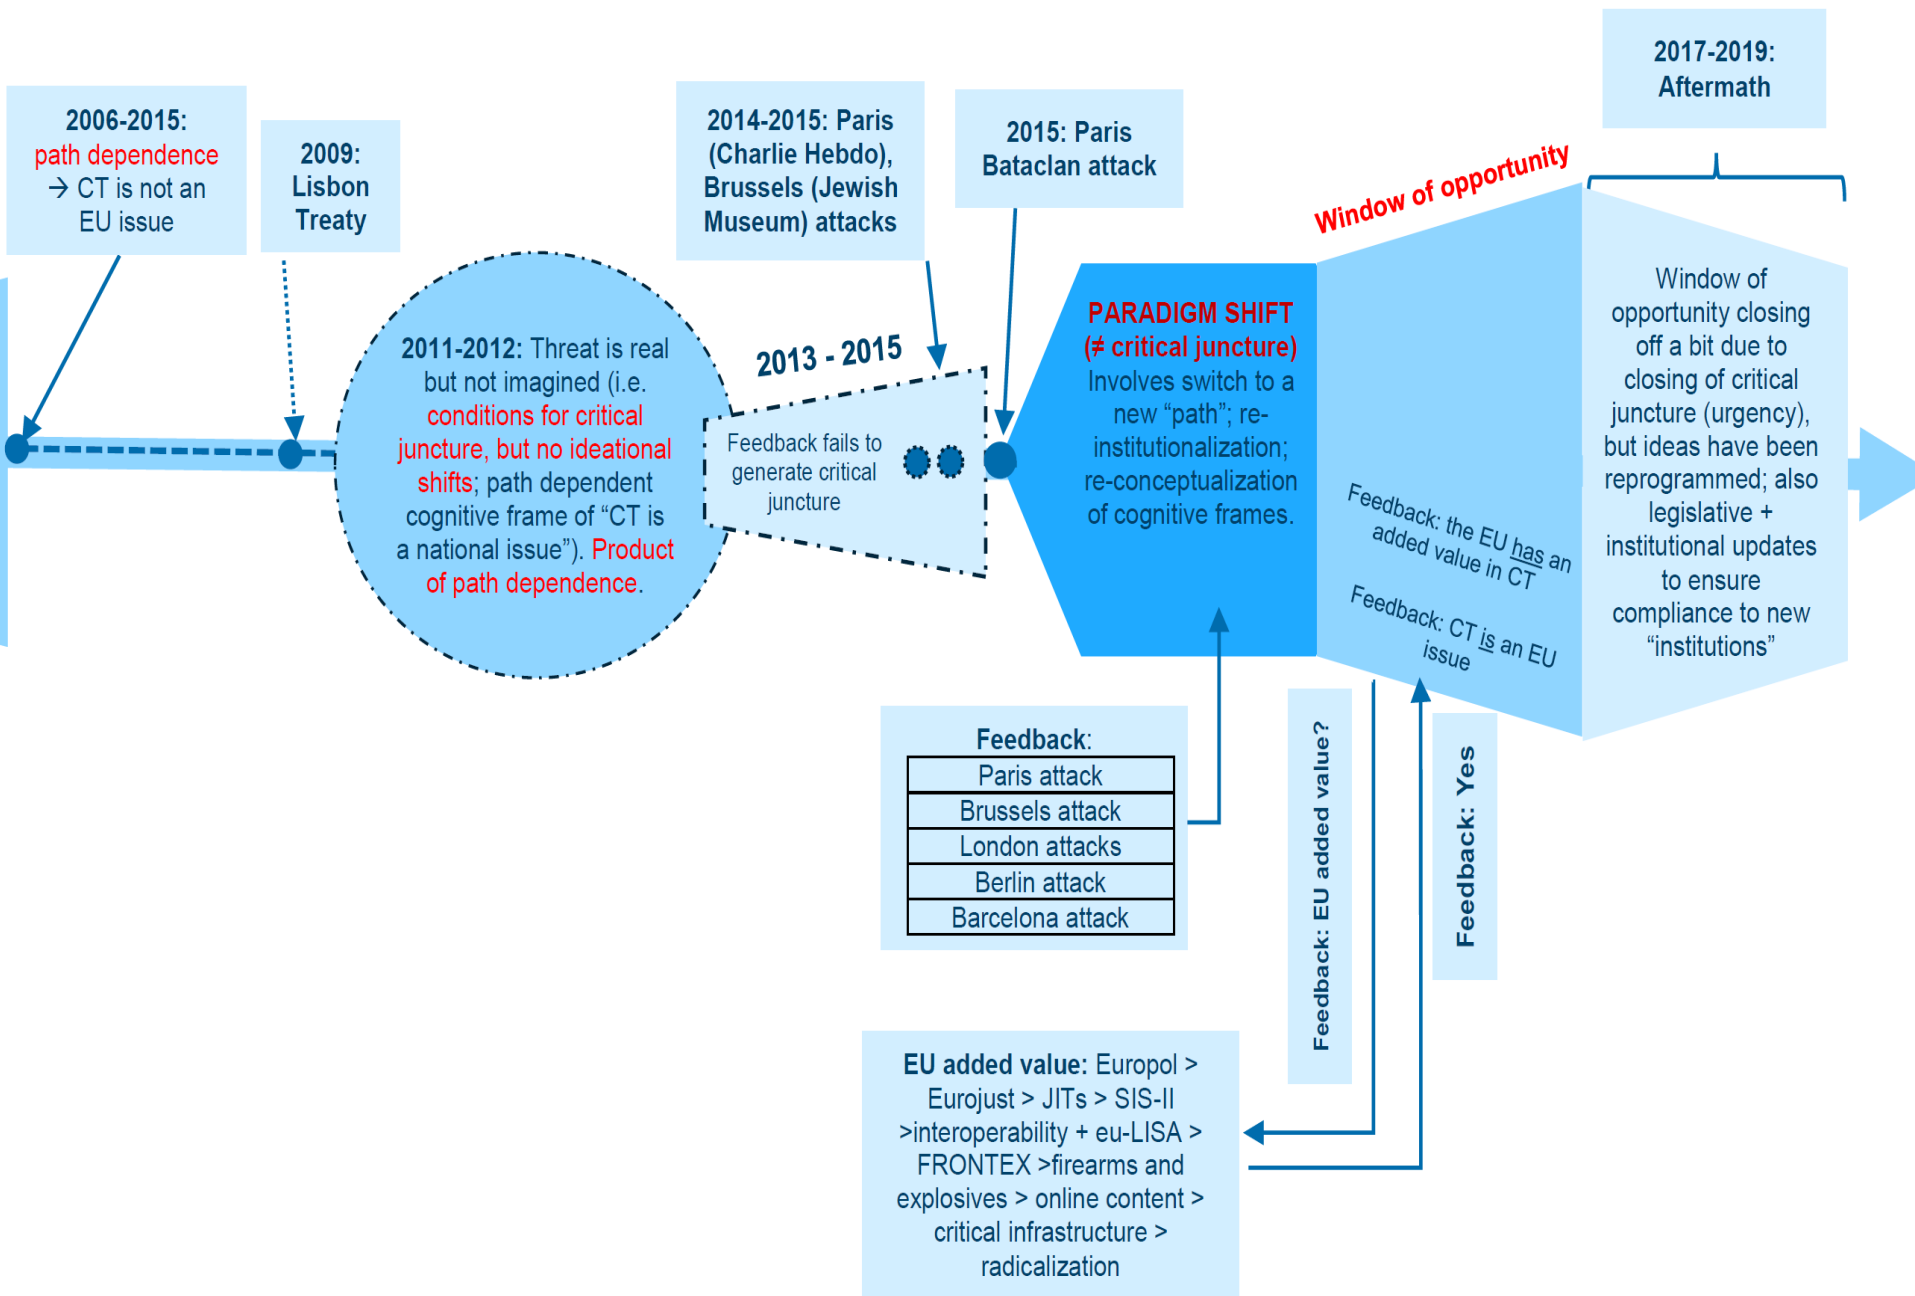 2006-2015:
path dependence
→ CT is not an
EU issue
2009:
Lisbon
Treaty
2011-2012: Threat is real
but not imagined (i.e.
conditions for critical
juncture, but no ideational
shifts; path dependent
cognitive frame of “CT is
a national issue”). Product
of path dependence.
2013 - 2015
Feedback fails to
generate critical
juncture
2014-2015: Paris
(Charlie Hebdo),
Brussels (Jewish
Museum) attacks
2015: Paris
Bataclan attack
PARADIGM SHIFT
(≠ critical juncture)
Involves switch to a
new “path”; re-
institutionalization;
re-conceptualization
of cognitive frames.
Window of opportunity
Feedback: the EU has an
added value in CT
Feedback: CT is an EU
issue
2017-2019:
Aftermath
Window of
opportunity closing
off a bit due to
closing of critical
juncture (urgency),
but ideas have been
reprogrammed; also
legislative +
institutional updates
to ensure
compliance to new
“institutions”
Feedback:
Paris attack
Brussels attack
London attacks
Berlin attack
Barcelona attack
Feedback: EU added value?
Feedback: Yes
EU added value: Europol >
Eurojust > JITs > SIS-II
>interoperability + eu-LISA >
FRONTEX >firearms and
explosives > online content >
critical infrastructure >
radicalization